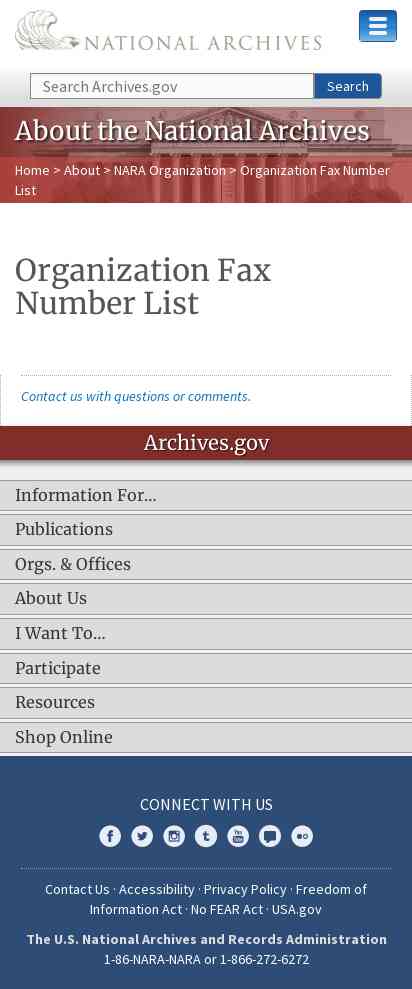 NATIONAL ARCHIVES
Search Archives.gov
Search
About the National Archives
Home > About > NARA Organization > Organization Fax Number
List
Organization Fax
Number List
Contact us with questions or comments.
Archives.gov
Information For…
Publications
Orgs. & Offices
About Us
I Want To…
Participate
Resources
Shop Online
CONNECT WITH US
You Tube
Contact Us · Accessibility · Privacy Policy · Freedom of
Information Act · No FEAR Act · USA.gov
The U.S. National Archives and Records Administration
1-86-NARA-NARA or 1-866-272-6272